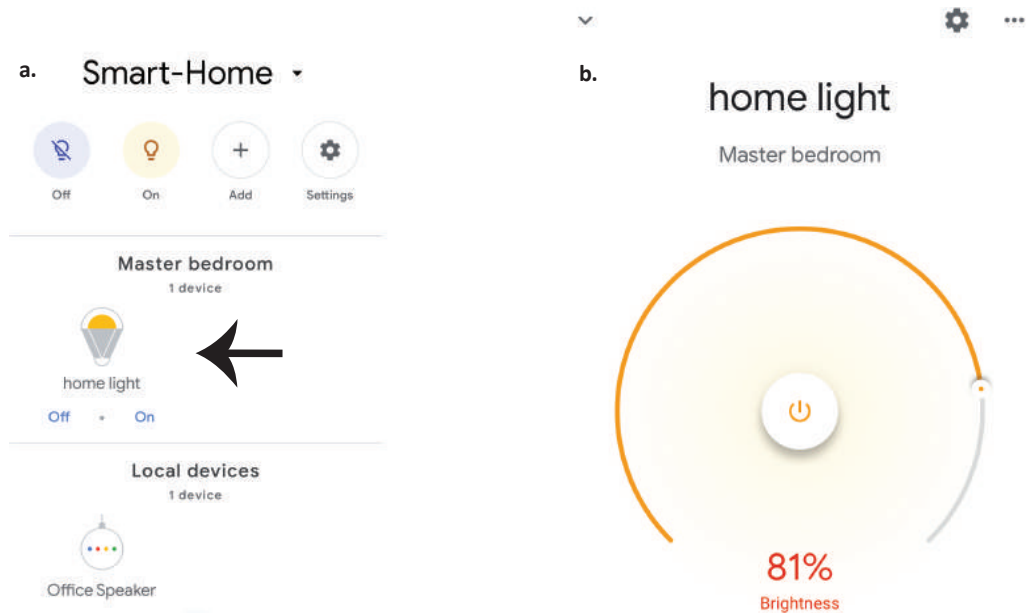 a.
Smart-Home
Off
On
Add
Settings
Master bedroom
1 device
home light
Off • On
Local devices
1 device
Office Speaker
b.
home light
Master bedroom
81%
Brightness